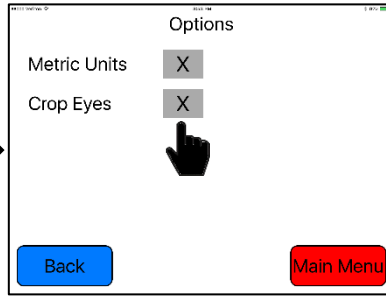 Options
Metric Units X
Crop Eyes X
Back
Main Menu